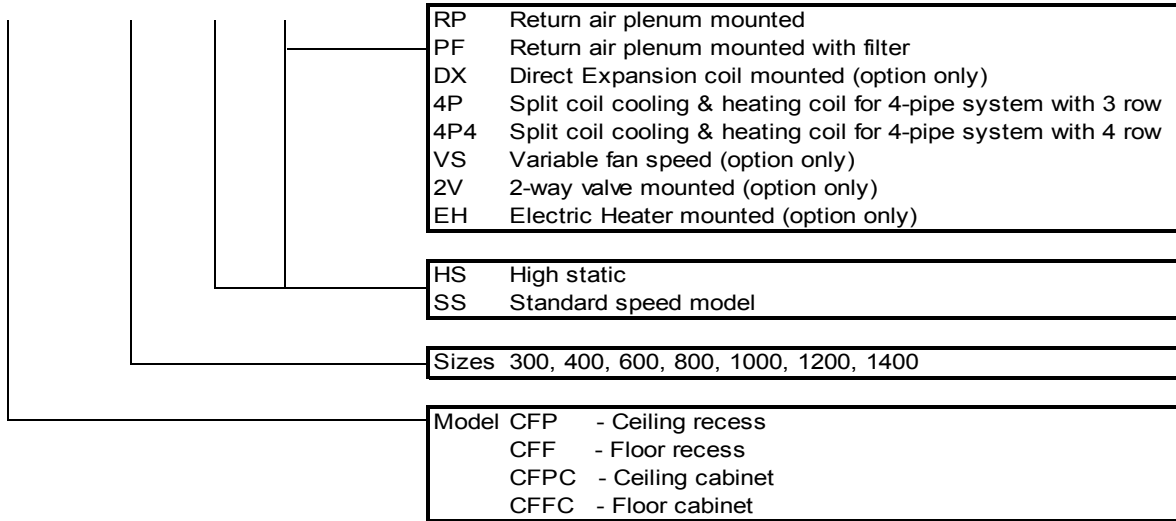 RP Return air plenum mounted
PF Return air plenum mounted with filter
DX Direct Expansion coil mounted (option only)
4P Split coil cooling & heating coil for 4-pipe system with 3 row
4P4 Split coil cooling & heating coil for 4-pipe system with 4 row
VS Variable fan speed (option only)
2V 2-way valve mounted (option only)
EH Electric Heater mounted (option only)
HS High static
SS Standard speed model
Sizes 300, 400, 600, 800, 1000, 1200, 1400
Model CFP - Ceiling recess
CFF - Floor recess
CFPC - Ceiling cabinet
CFFC - Floor cabinet